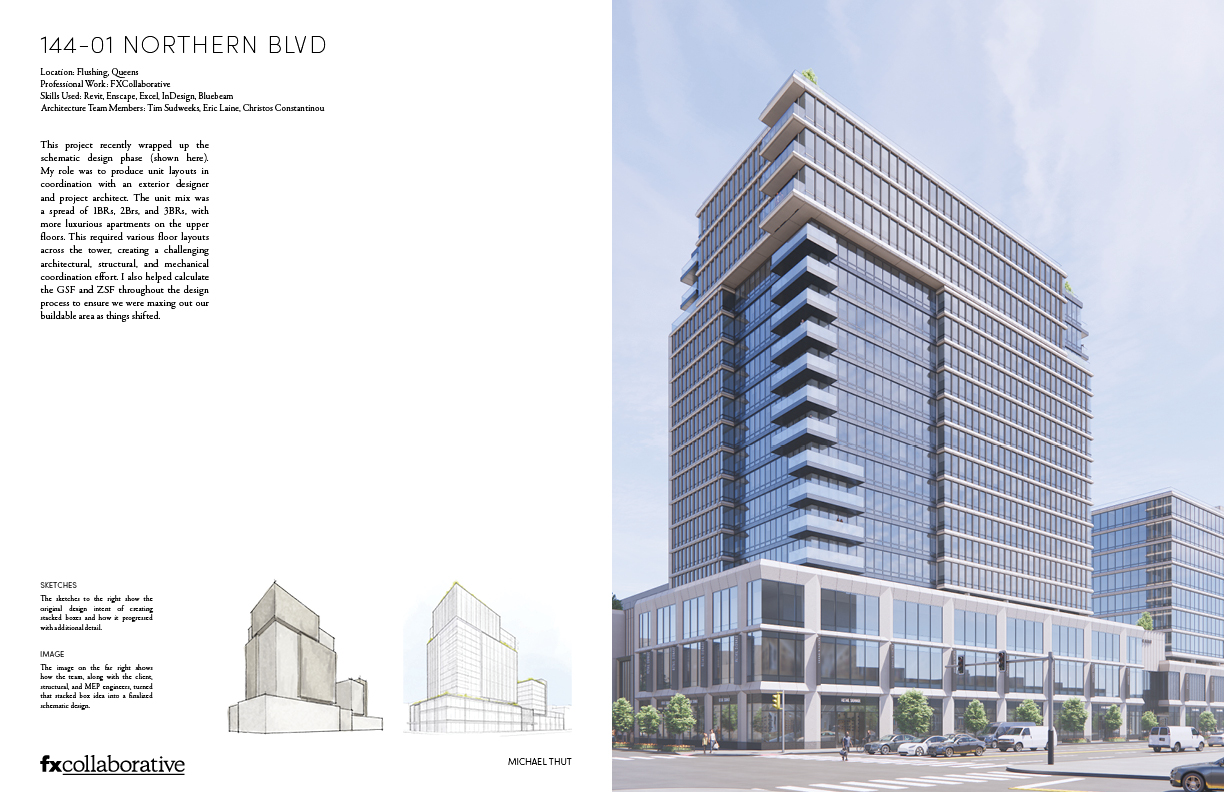 144-01 NORTHERN BLVD
Location: Flushing, Queens
Professional Work: FXCollaborative
Skills Used: Revit, Enscape, Excel, InDesign, Bluebeam
Architecture Team Members: Tim Sudweeks, Eric Laine, Christos Constantinou
This project recently wrapped up the
schematic design phase (shown here).
My role was to produce unit layouts in
coordination with an exterior designer
and project architect. The unit mix was
a spread of 1BRs, 2Brs, and 3BRs, with
more luxurious apartments on the upper
floors. This required various floor layouts
across the tower, creating a challenging
architectural, structural, and mechanical
coordination effort. I also helped calculate
the GSF and ZSF throughout the design
process to ensure we were maxing out our
buildable area as things shifted.
SKETCHES
The sketches to the right show the
original design intent of creating
stacked boxes and how it progressed
with additional detail.
IMAGE
The image on the far right shows
how the team, along with the client,
structural, and MEP engineers, turned
that stacked box idea into a finalized
schematic design.
fxcollaborative
MICHAEL THUT